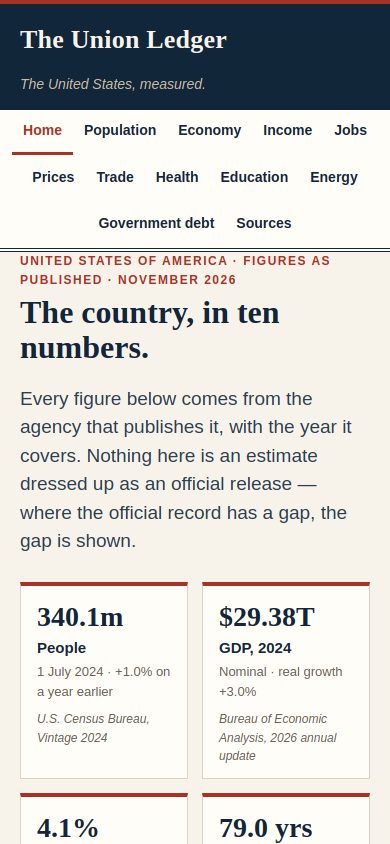 The Union Ledger
The United States, measured.
Home Population Economy Income Jobs
Prices Trade Health Education Energy
Government debt Sources
UNITED STATES OF AMERICA · FIGURES AS
PUBLISHED · NOVEMBER 2026
The country, in ten
numbers.
Every figure below comes from the
agency that publishes it, with the year it
covers. Nothing here is an estimate
dressed up as an official release —
where the official record has a gap, the
gap is shown.
340.1m
People
1 July 2024 · +1.0% on
a year earlier
U.S. Census Bureau,
Vintage 2024
$29.38T
GDP, 2024
Nominal · real growth
+3.0%
Bureau of Economic
Analysis, 2026 annual
update
4.1%
79.0 yrs